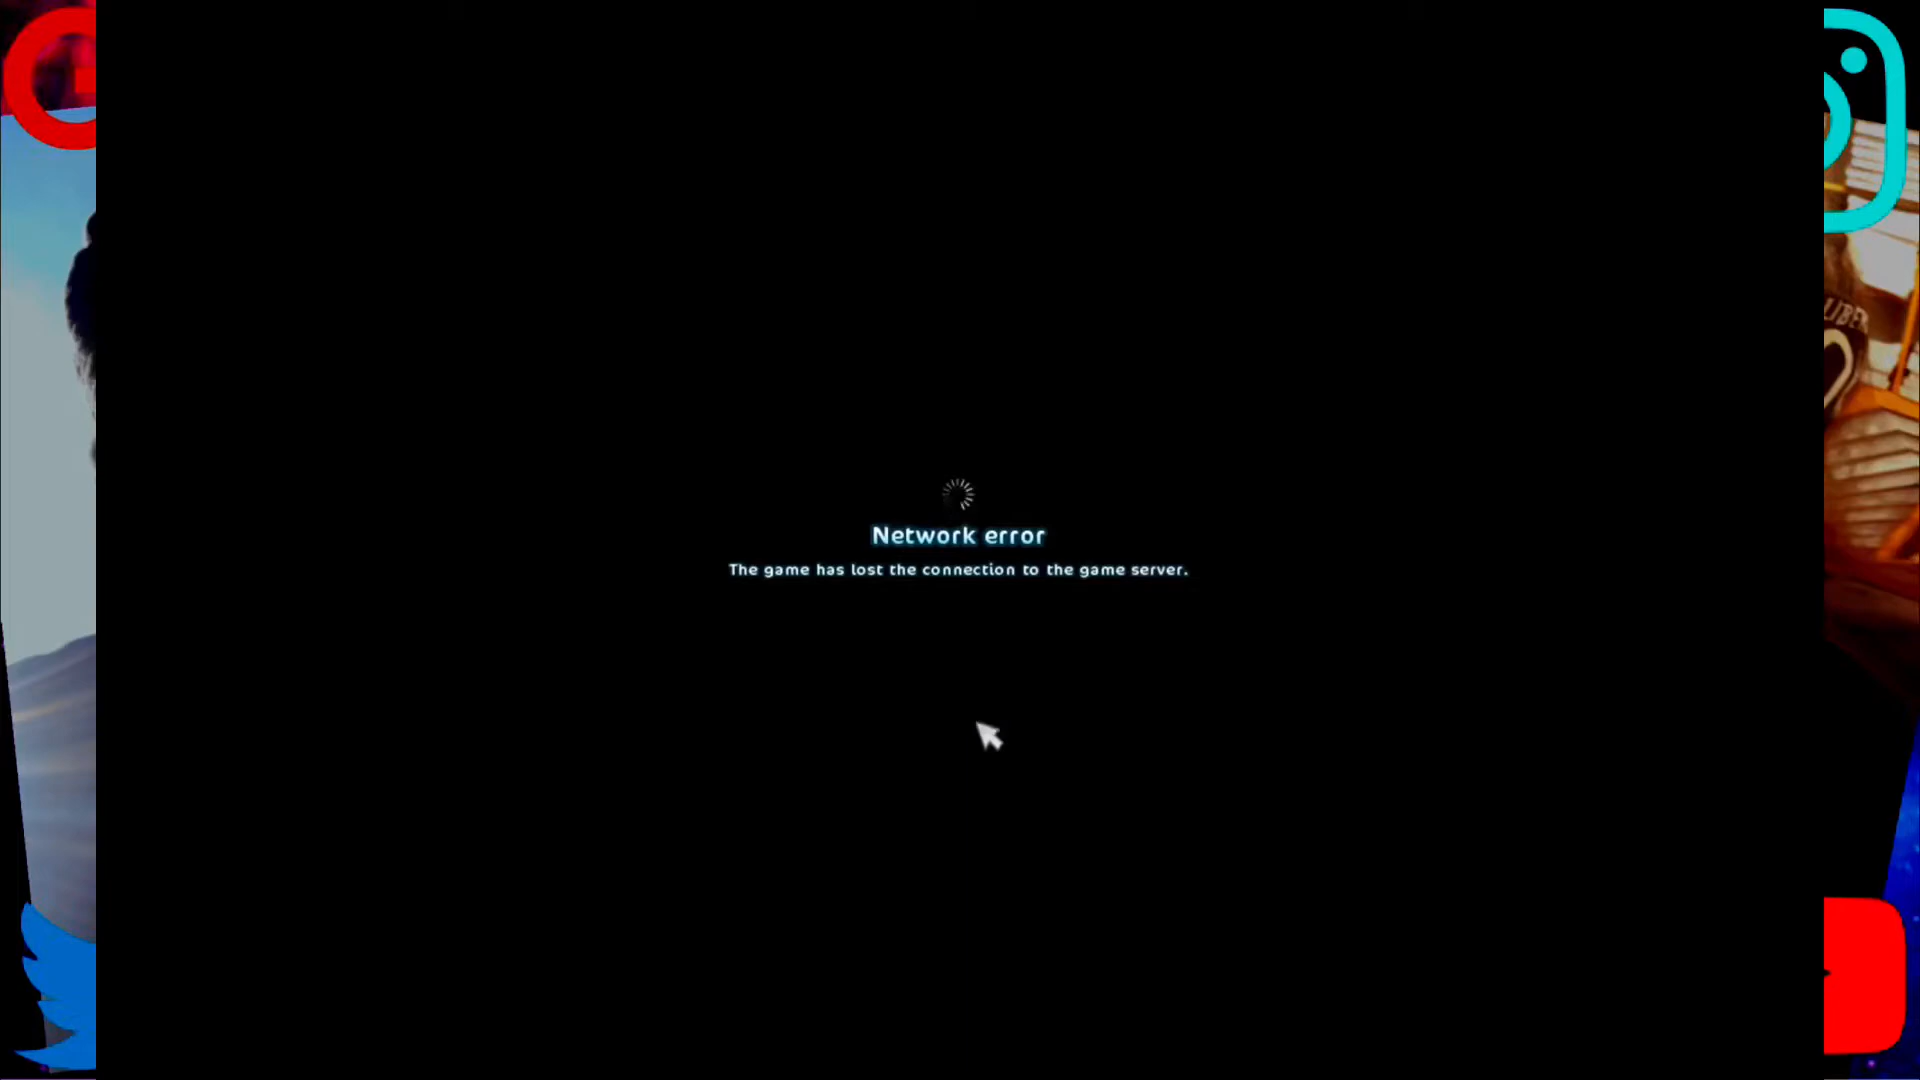 Network error
The game has lost the connection to the game server.